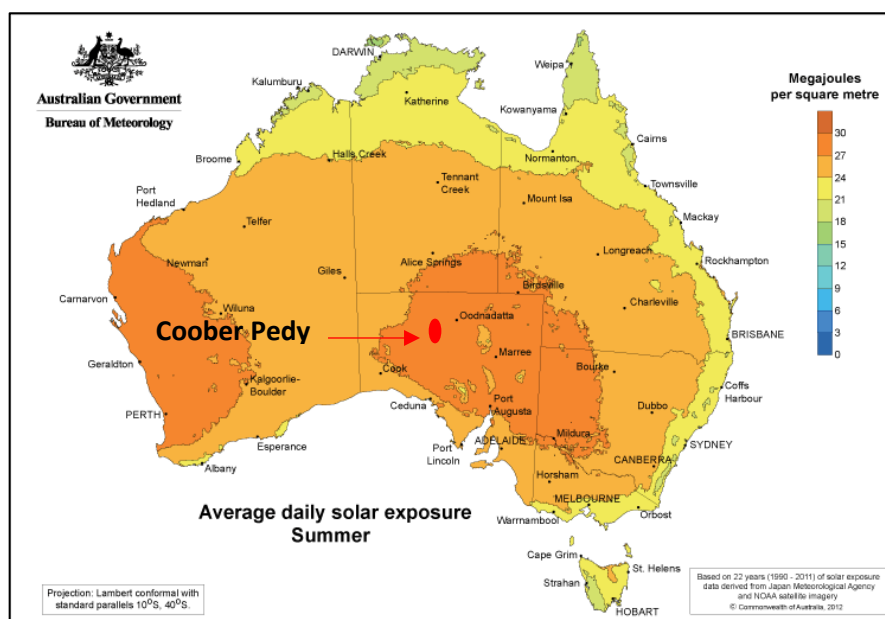 Australian Government
Bureau of Meteorology
DARWIN
Weipa
Kalumburu
Katherine
Kowanyama
Cairns
Broome
Halls Creek
Normanton
Port
Hedland
Tennant
Creek
Townsville
Mount Isa
Mackay
Telfer
Newman
Giles
Alice Springs
Longreach
Rockhampton
Birdsville
Carnarvon
Wiluna
Charleville
Oodnadatta
Coober Pedy
BRISBANE
Geraldton
Marree
Bourke
Cook
Kalgoorlie-
Boulder
Coffs
Harbour
PERTH
Ceduna
Port
Augusta
Dubbo
Esperance
Port
Lincoln
ADELAIDE
Mildura
SYDNEY
Albany
Horsham
CANBERRA
MELBOURNE
Warrnambool
Orbost
Cape Grim
St. Helens
Strahan
HOBART
Megajoules
per square metre
30
27
24
21
18
15
12
9
6
3
0
Average daily solar exposure
Summer
Projection: Lambert conformal with
standard parallels 10°S, 40°S.
Based on 22 years (1990 - 2011) of solar exposure
data derived from Japan Meteorological Agency
and NOAA satellite imagery
© Commonwealth of Australia, 2012